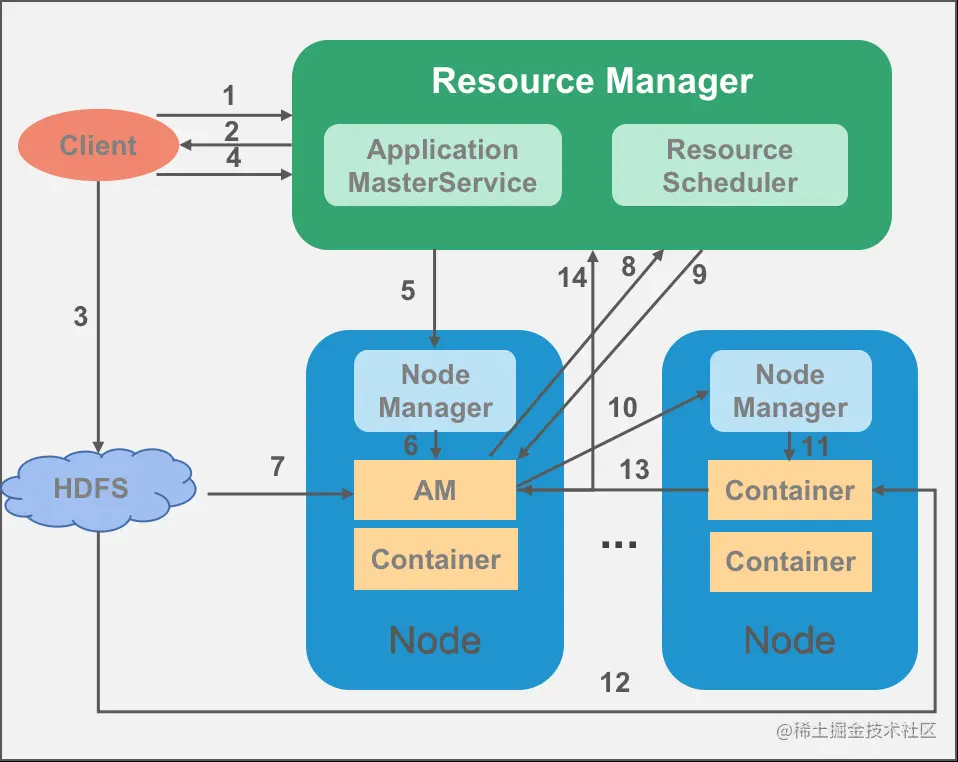 Resource Manager
1
Client
2
4
Application
MasterService
Resource
Scheduler
3
5
14
8
9
Node
Manager
6
10
Node
Manager
11
HDFS
7
AM
13
Container
Container
...
Container
Node
Node
12
@稀土掘金技术社区